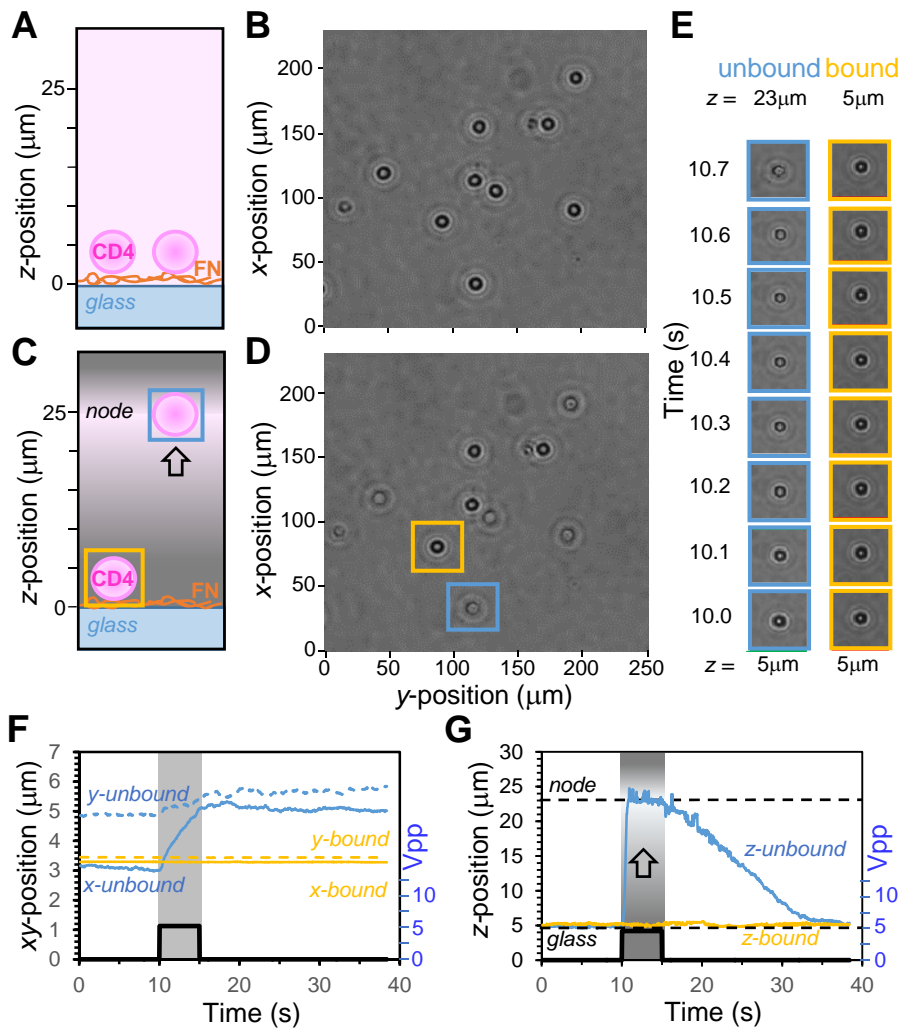 A
z-position (μm)
25
0
CD4
FN
glass
B
x-position (μm)
200
150
100
50
0
C
z-position (μm)
25
0
node
CD4
FN
glass
D
x-position (μm)
200
150
100
50
0
0 50 100 150 200 250
y-position (μm)
E
unbound bound
z = 23μm 5μm
Time (s)
10.7
10.6
10.5
10.4
10.3
10.2
10.1
10.0
z = 5μm 5μm
F
xy-position (μm)
7
6
5
4
3
2
1
0
y-unbound
y-bound
x-unbound
x-bound
Vpp
10
5
0
0 10 20 30 40
Time (s)
G
z-position (μm)
30
25
20
15
10
5
0
node
z-unbound
glass
z-bound
Vpp
10
5
0
0 10 20 30 40
Time (s)